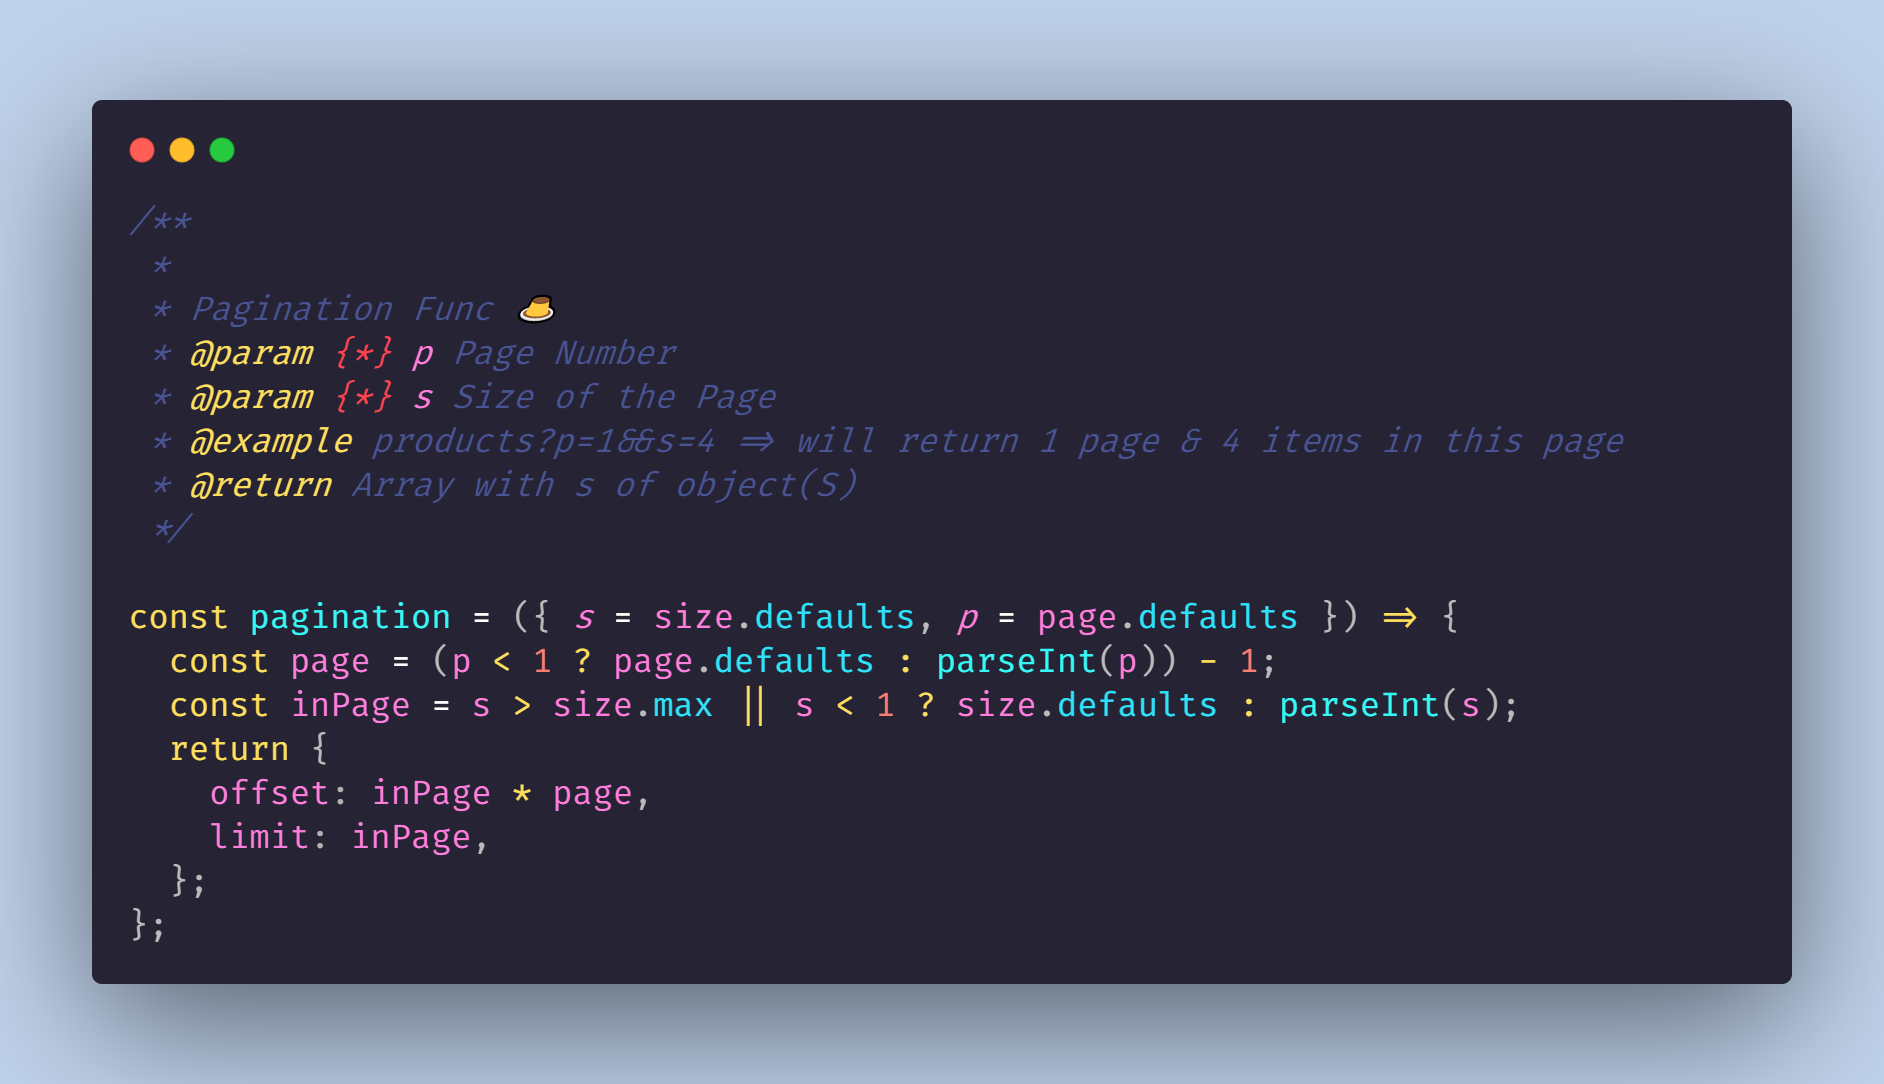 /**
 *
 * Pagination Func 🍮
 * @param {*} p Page Number
 * @param {*} s Size of the Page
 * @example products?p=1&&s=4 => will return 1 page & 4 items in this page
 * @return Array with s of object(S)
 */
const pagination = ({ s = size.defaults, p = page.defaults }) => {
  const page = (p < 1 ? page.defaults : parseInt(p)) - 1;
  const inPage = s > size.max || s < 1 ? size.defaults : parseInt(s);
  return {
    offset: inPage * page,
    limit: inPage,
  };
};